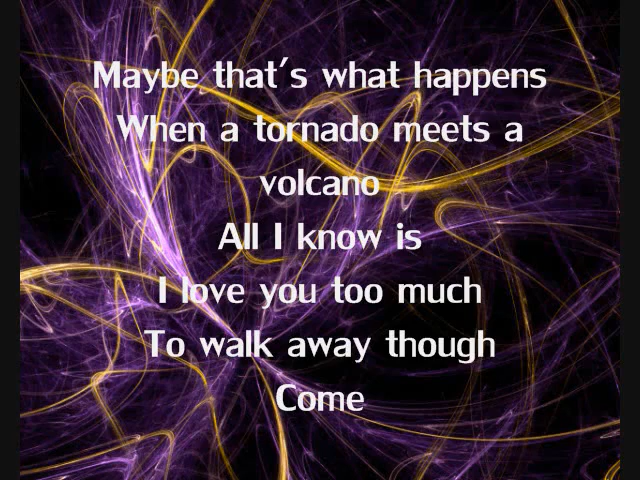 Maybe that's what happens
When a tornado meets a
volcano
All I know is
I love you too much
To walk away though
Come